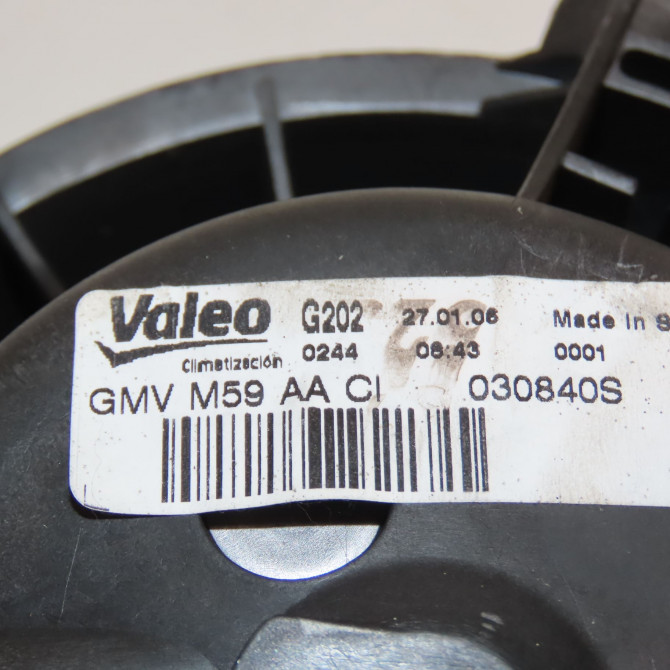 Valeo G202 27.01.06 Made In S
Climatización 0244 08:43 0001
GMV M59 AA CI 030840S